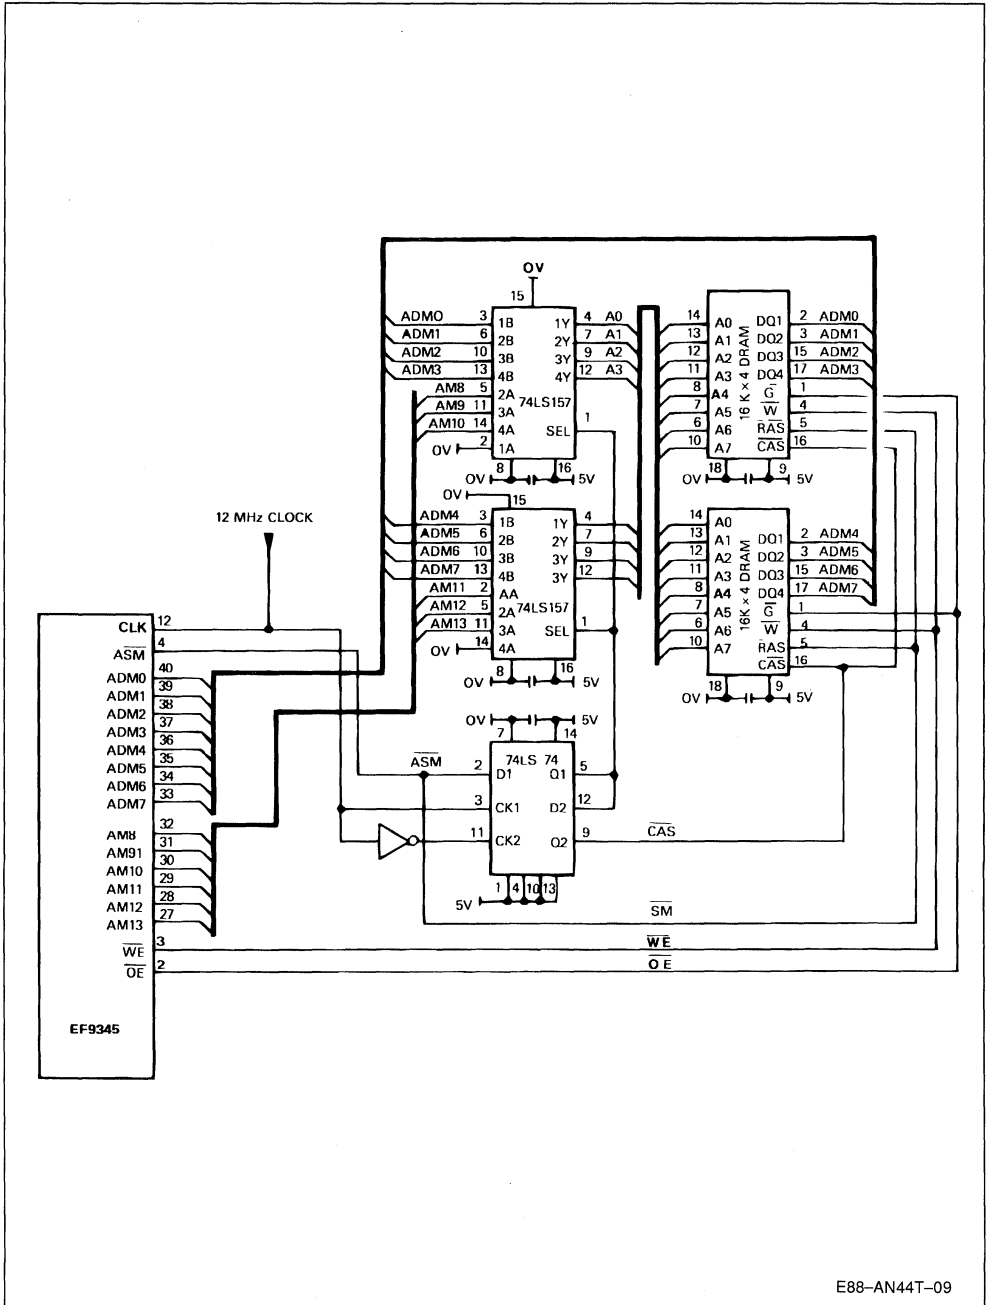 0V
15
ADM0 3 1B 1Y 4 A0
ADM1 6 2B 2Y 7 A1
ADM2 10 3B 3Y 9 A2
ADM3 13 4B 4Y 12 A3
AM8 5 2A
AM9 11 3A 74LS157
AM10 14 4A SEL 1
0V 2 1A
8 16
0V 5V
14 A0 DQ1 2 ADM0
13 A1 DQ2 3 ADM1
12 A2 DQ3 15 ADM2
11 A3 DQ4 17 ADM3
8 A4 G 1
7 A5 W 4
6 A6 RAS 5
10 A7 CAS 16
16K × 4 DRAM
18 9
0V 5V
0V 15
ADM4 3 1B 1Y 4
ADM5 6 2B 2Y 7
ADM6 10 3B 3Y 9
ADM7 13 4B 3Y 12
AM11 2 AA
AM12 5 2A 74LS157
AM13 11 3A SEL 1
0V 14 4A
8 16
0V 5V
14 A0
13 A1 DQ1 2 ADM4
12 A2 DQ2 3 ADM5
11 A3 DQ3 15 ADM6
8 A4 DQ4 17 ADM7
7 A5 G 1
6 A6 W 4
10 A7 RAS 5
CAS 16
16K × 4 DRAM
18 9
0V 5V
12 MHz CLOCK
0V 5V
7 14
74LS 74
ASM 2 D1 Q1 5
3 CK1 D2 12
11 CK2 Q2 9 CAS
1 4 10 13
5V
SM
WE
OE
CLK 12
ASM 4
ADM0 40
ADM1 39
ADM2 38
ADM3 37
ADM4 36
ADM5 35
ADM6 34
ADM7 33
AM8 32
AM91 31
AM10 30
AM11 29
AM12 28
AM13 27
WE 3
OE 2
EF9345
E88–AN44T–09